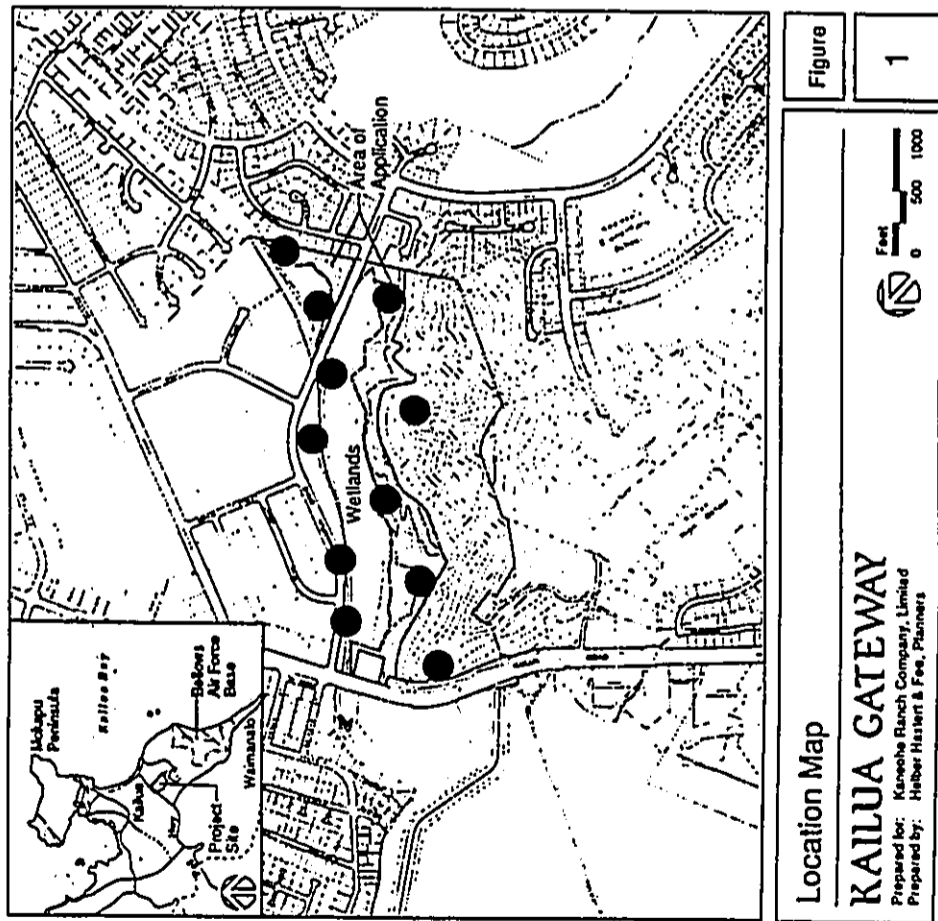 Mokapu
Peninsula
Kailua Bay
Kailua
Bellows
Air Force
Base
Project
Site
Hwy
Waimanalo
Wetlands
Area of
Application
Location Map
KAILUA GATEWAY
Prepared for: Kaneohe Ranch Company, Limited
Prepared by: Helber Hastert & Fee, Planners
Feet
0 500 1000
Figure
1